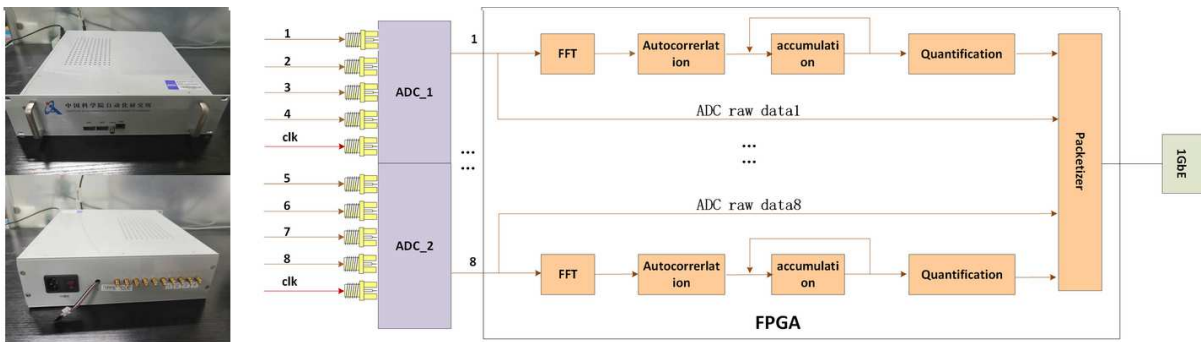 中国科学院自动化研究所
1
2
3
4
clk
5
6
7
8
clk
ADC_1
ADC_2
1
...
...
8
FFT
Autocorrerlat
ion
accumulati
on
Quantification
ADC raw data1
...
...
ADC raw data8
FFT
Autocorrerlat
ion
accumulati
on
Quantification
Packetizer
FPGA
1GbE